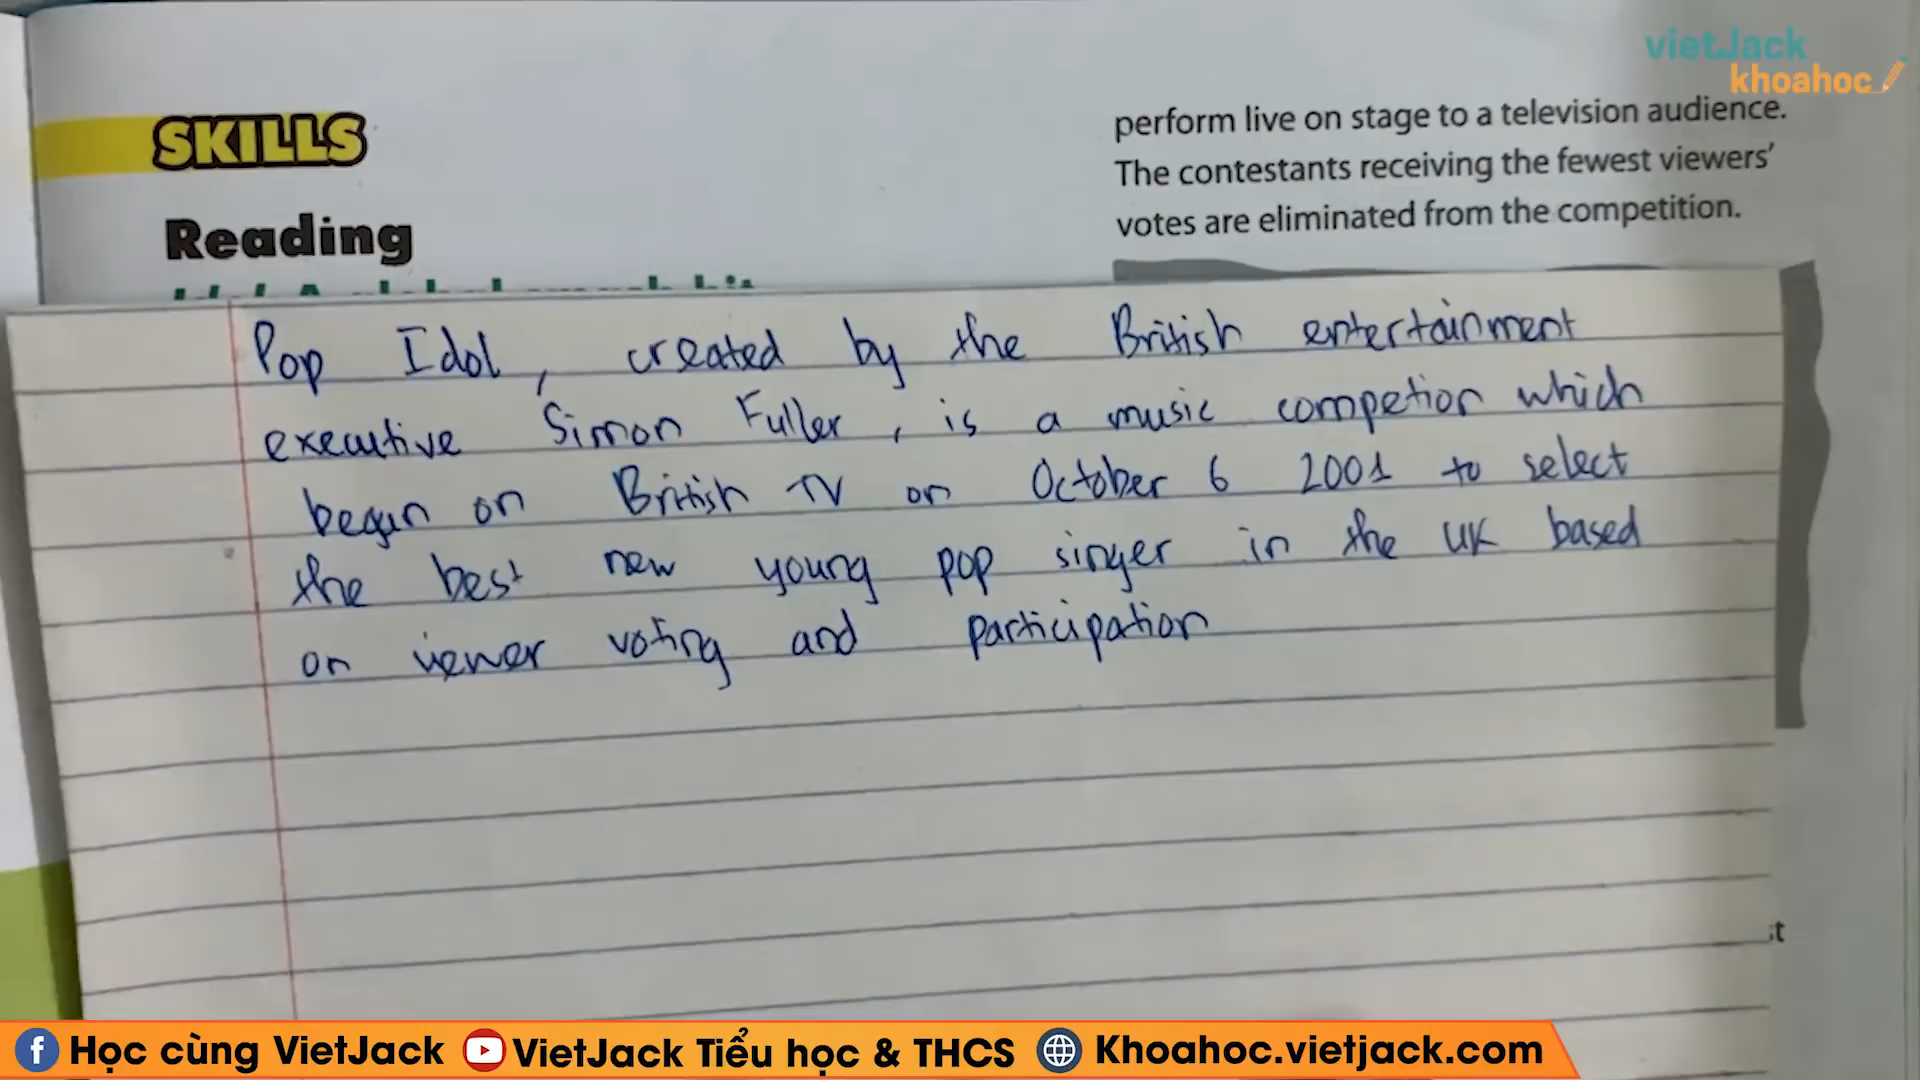 vietJack
khoahoc
SKILLS
Reading
perform live on stage to a television audience.
The contestants receiving the fewest viewers'
votes are eliminated from the competition.
Pop Idol, created by the British entertainment
executive Simon Fuller, is a music competion which
began on British TV on October 6 2001 to select
the best new young pop singer in the UK based
on viewer voting and participation
Học cùng VietJack
VietJack Tiểu học & THCS
Khoahoc.vietjack.com